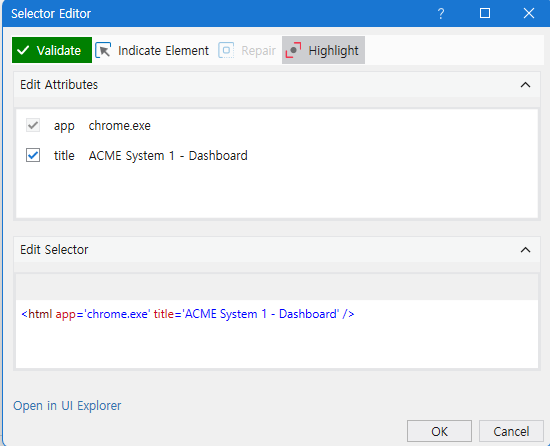 Selector Editor
Validate Indicate Element Repair Highlight
Edit Attributes
app chrome.exe
title ACME System 1 - Dashboard
Edit Selector
<html app='chrome.exe' title='ACME System 1 - Dashboard' />
Open in UI Explorer
OK Cancel